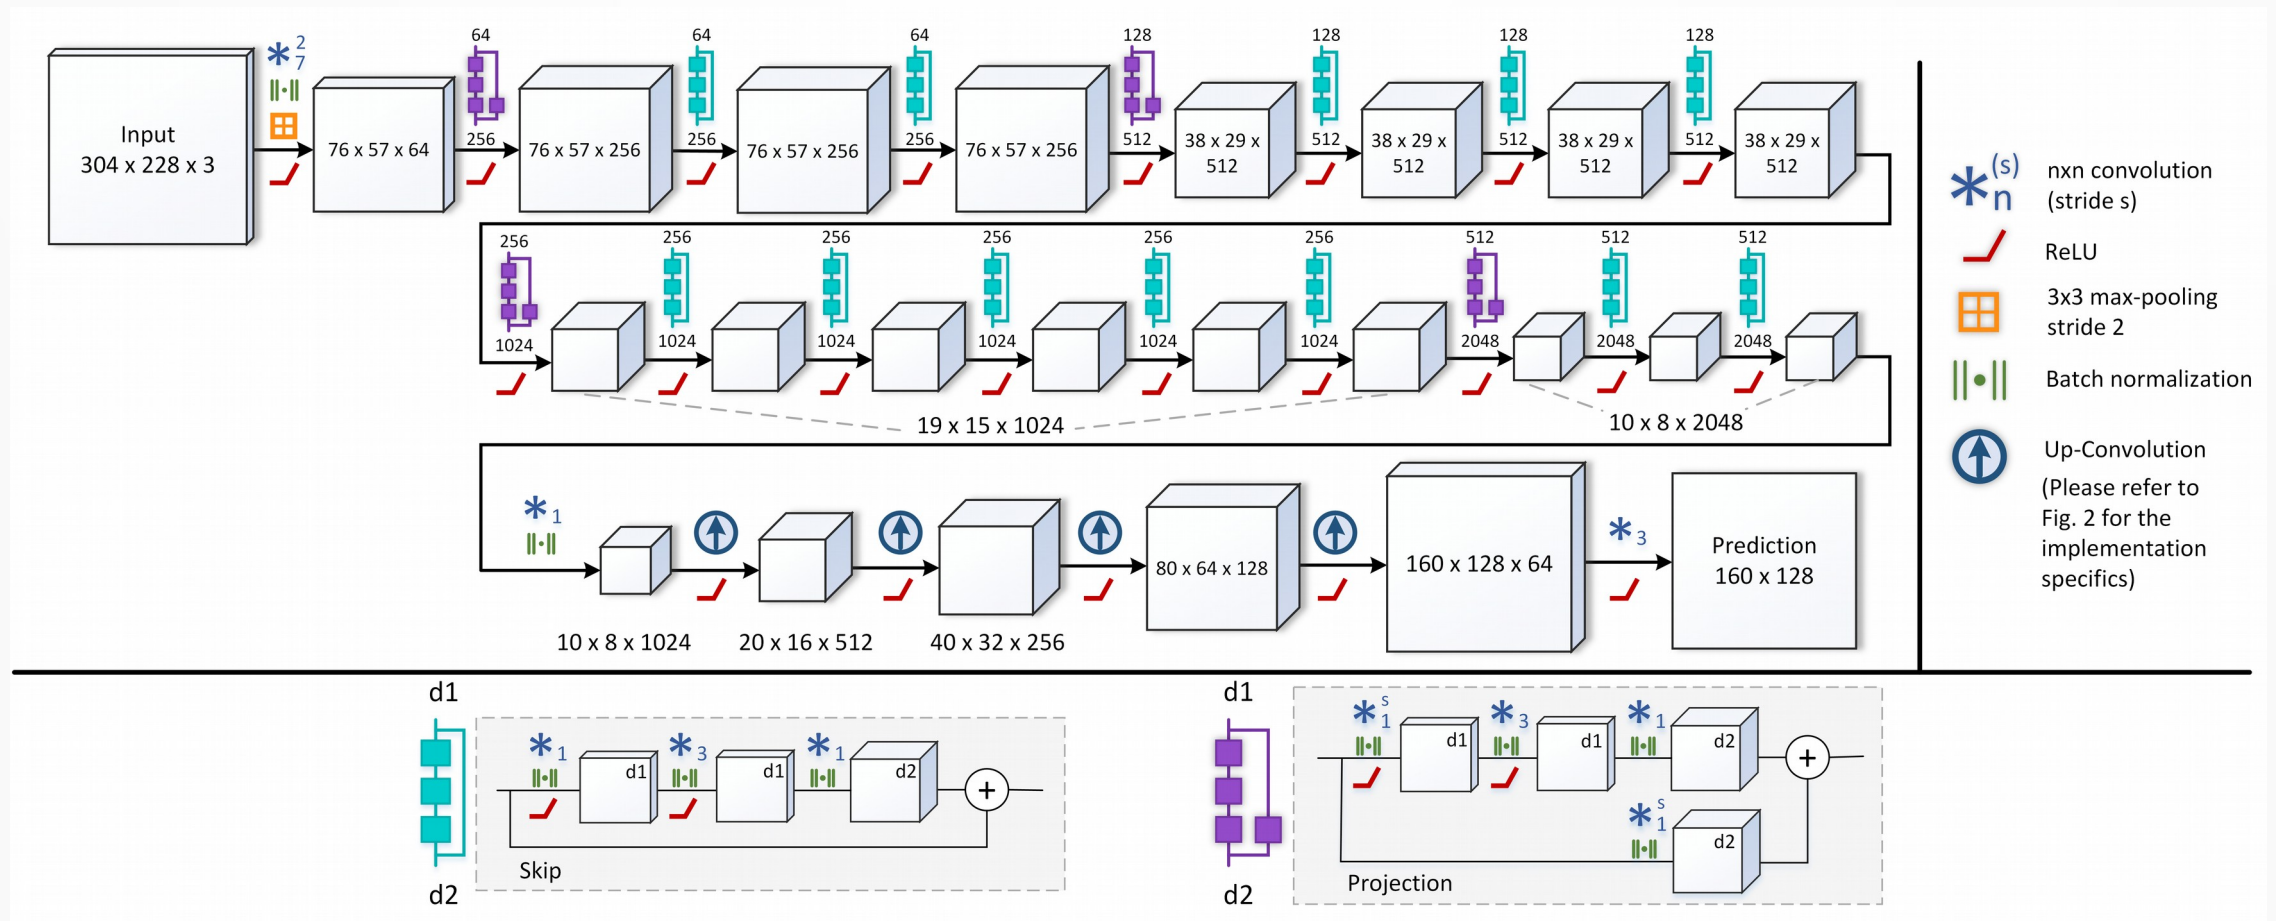 2
7
64
64
64
128
128
128
128
Input
304 x 228 x 3
76 x 57 x 64
256
76 x 57 x 256
256
76 x 57 x 256
256
76 x 57 x 256
512
38 x 29 x
512
512
38 x 29 x
512
512
38 x 29 x
512
512
38 x 29 x
512
256
256
256
256
256
256
512
512
512
1024
1024
1024
1024
1024
1024
2048
2048
2048
19 x 15 x 1024
10 x 8 x 2048
1
10 x 8 x 1024
20 x 16 x 512
40 x 32 x 256
80 x 64 x 128
160 x 128 x 64
3
Prediction
160 x 128
(s)
n
nxn convolution
(stride s)
ReLU
3x3 max-pooling
stride 2
Batch normalization
Up-Convolution
(Please refer to
Fig. 2 for the
implementation
specifics)
d1
d2
1
d1
3
d1
1
d2
+
Skip
d1
d2
s
1
d1
3
d1
1
d2
+
s
1
d2
Projection